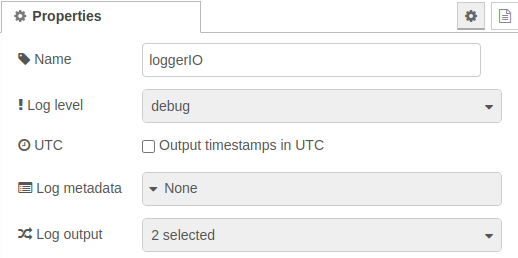 Properties
Name loggerIO
Log level debug
UTC Output timestamps in UTC
Log metadata None
Log output 2 selected